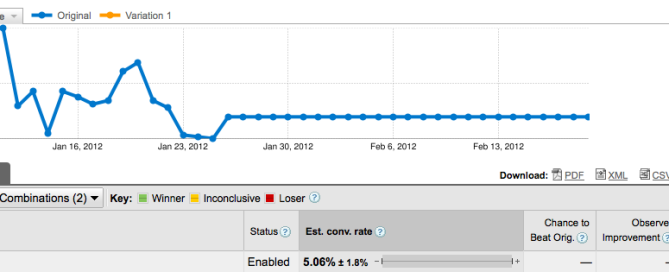 Original Variation 1
Jan 16, 2012 Jan 23, 2012 Jan 30, 2012 Feb 6, 2012 Feb 13, 2012
Download: PDF XML CSV
Combinations (2) Key: Winner Inconclusive Loser ?
Status ? Est. conv. rate ? Chance to Beat Orig. ? Observe Improvement ?
Enabled 5.06% ± 1.8% —